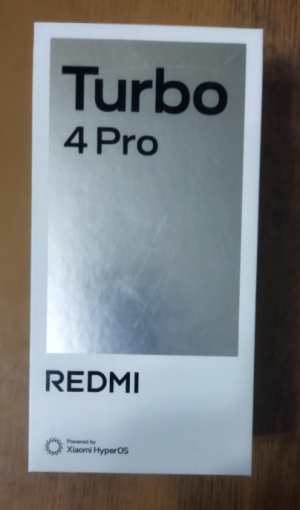 Turbo
4 Pro
REDMI
Powered by
Xiaomi HyperOS